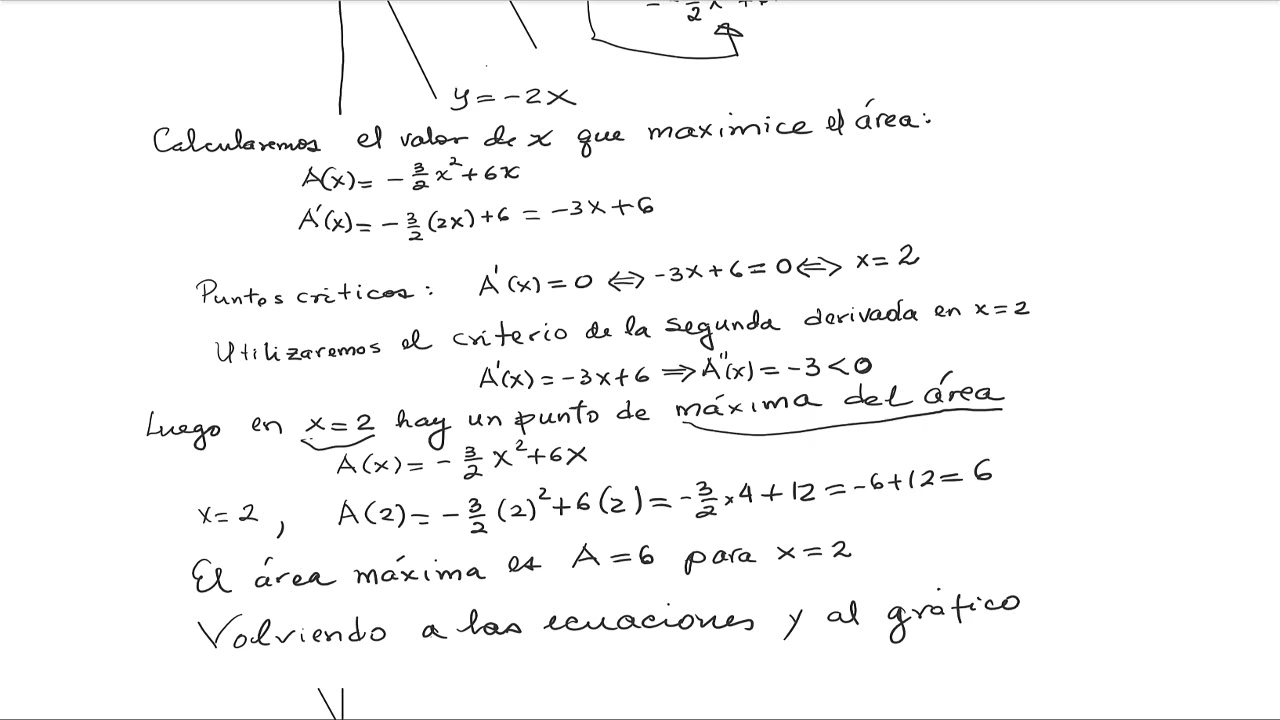 y = -2x
Calcularemos el valor de x que maximice el área:
A(x) = - 3/2 x² + 6x
A'(x) = - 3/2 (2x) + 6 = -3x + 6
Puntos críticos: A'(x) = 0 ⟺ -3x + 6 = 0 ⟺ x = 2
Utilizaremos el criterio de la segunda derivada en x = 2
A'(x) = -3x + 6 ⟹ A''(x) = -3 < 0
Luego en x = 2 hay un punto de máxima del área
A(x) = - 3/2 x² + 6x
x = 2, A(2) = - 3/2 (2)² + 6(2) = - 3/2 × 4 + 12 = -6 + 12 = 6
El área máxima es A = 6 para x = 2
Volviendo a las ecuaciones y al gráfico